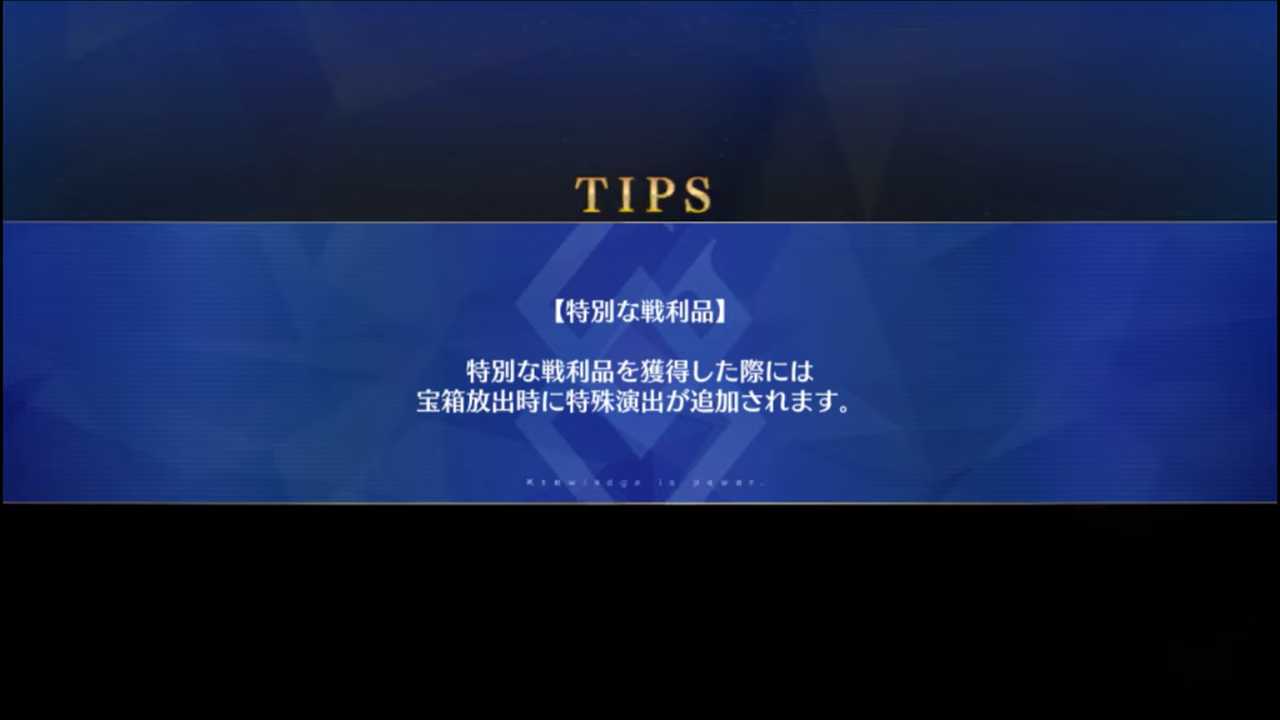 TIPS
【特別な戦利品】
特別な戦利品を獲得した際には
宝箱放出時に特殊演出が追加されます。
Knowledge is power.